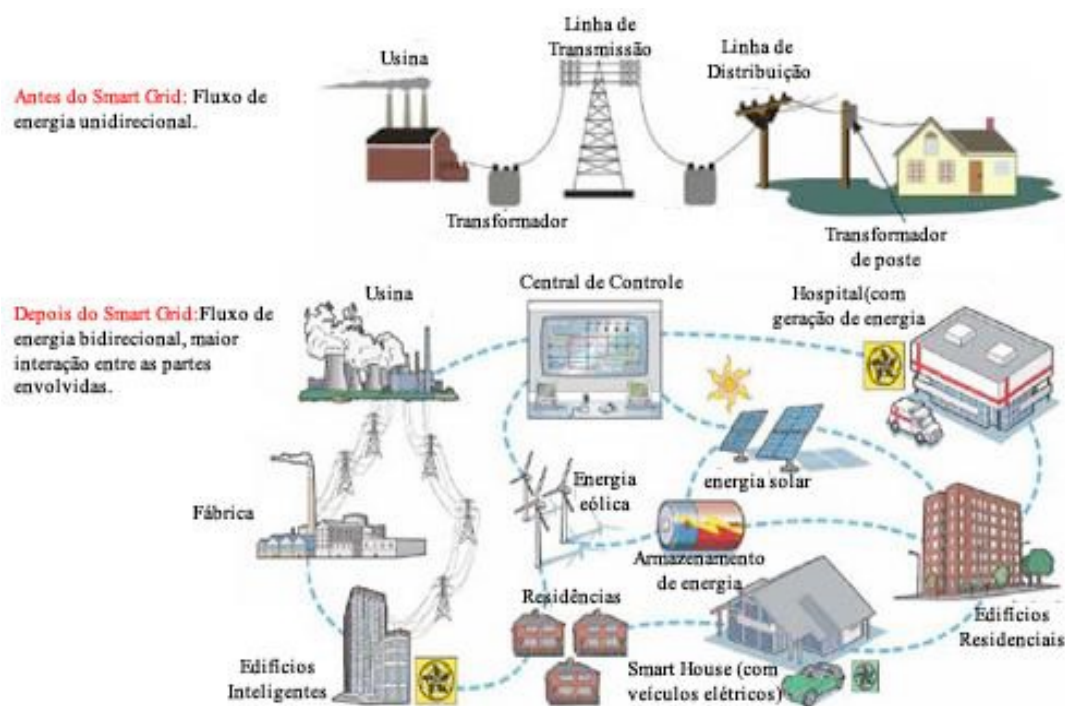 Usina
Linha de
Transmissão
Linha de
Distribuição
Antes do Smart Grid: Fluxo de
energia unidirecional.
Transformador
Transformador
de poste
Depois do Smart Grid:Fluxo de
energia bidirecional, maior
interação entre as partes
envolvidas.
Usina
Central de Controle
Hospital(com
geração de energia
Fábrica
Energia
eólica
energia solar
Armazenamento
de energia
Residências
Edifícios
Residenciais
Edifícios
Inteligentes
Smart House (com
veículos elétricos)